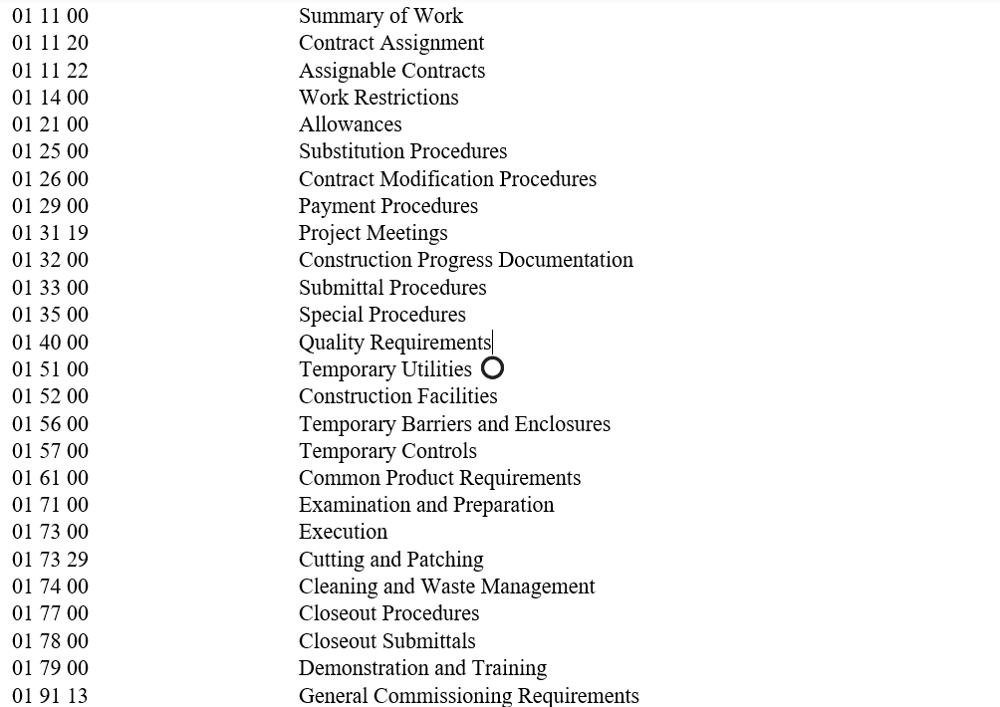 01 11 00 Summary of Work
01 11 20 Contract Assignment
01 11 22 Assignable Contracts
01 14 00 Work Restrictions
01 21 00 Allowances
01 25 00 Substitution Procedures
01 26 00 Contract Modification Procedures
01 29 00 Payment Procedures
01 31 19 Project Meetings
01 32 00 Construction Progress Documentation
01 33 00 Submittal Procedures
01 35 00 Special Procedures
01 40 00 Quality Requirements
01 51 00 Temporary Utilities
01 52 00 Construction Facilities
01 56 00 Temporary Barriers and Enclosures
01 57 00 Temporary Controls
01 61 00 Common Product Requirements
01 71 00 Examination and Preparation
01 73 00 Execution
01 73 29 Cutting and Patching
01 74 00 Cleaning and Waste Management
01 77 00 Closeout Procedures
01 78 00 Closeout Submittals
01 79 00 Demonstration and Training
01 91 13 General Commissioning Requirements